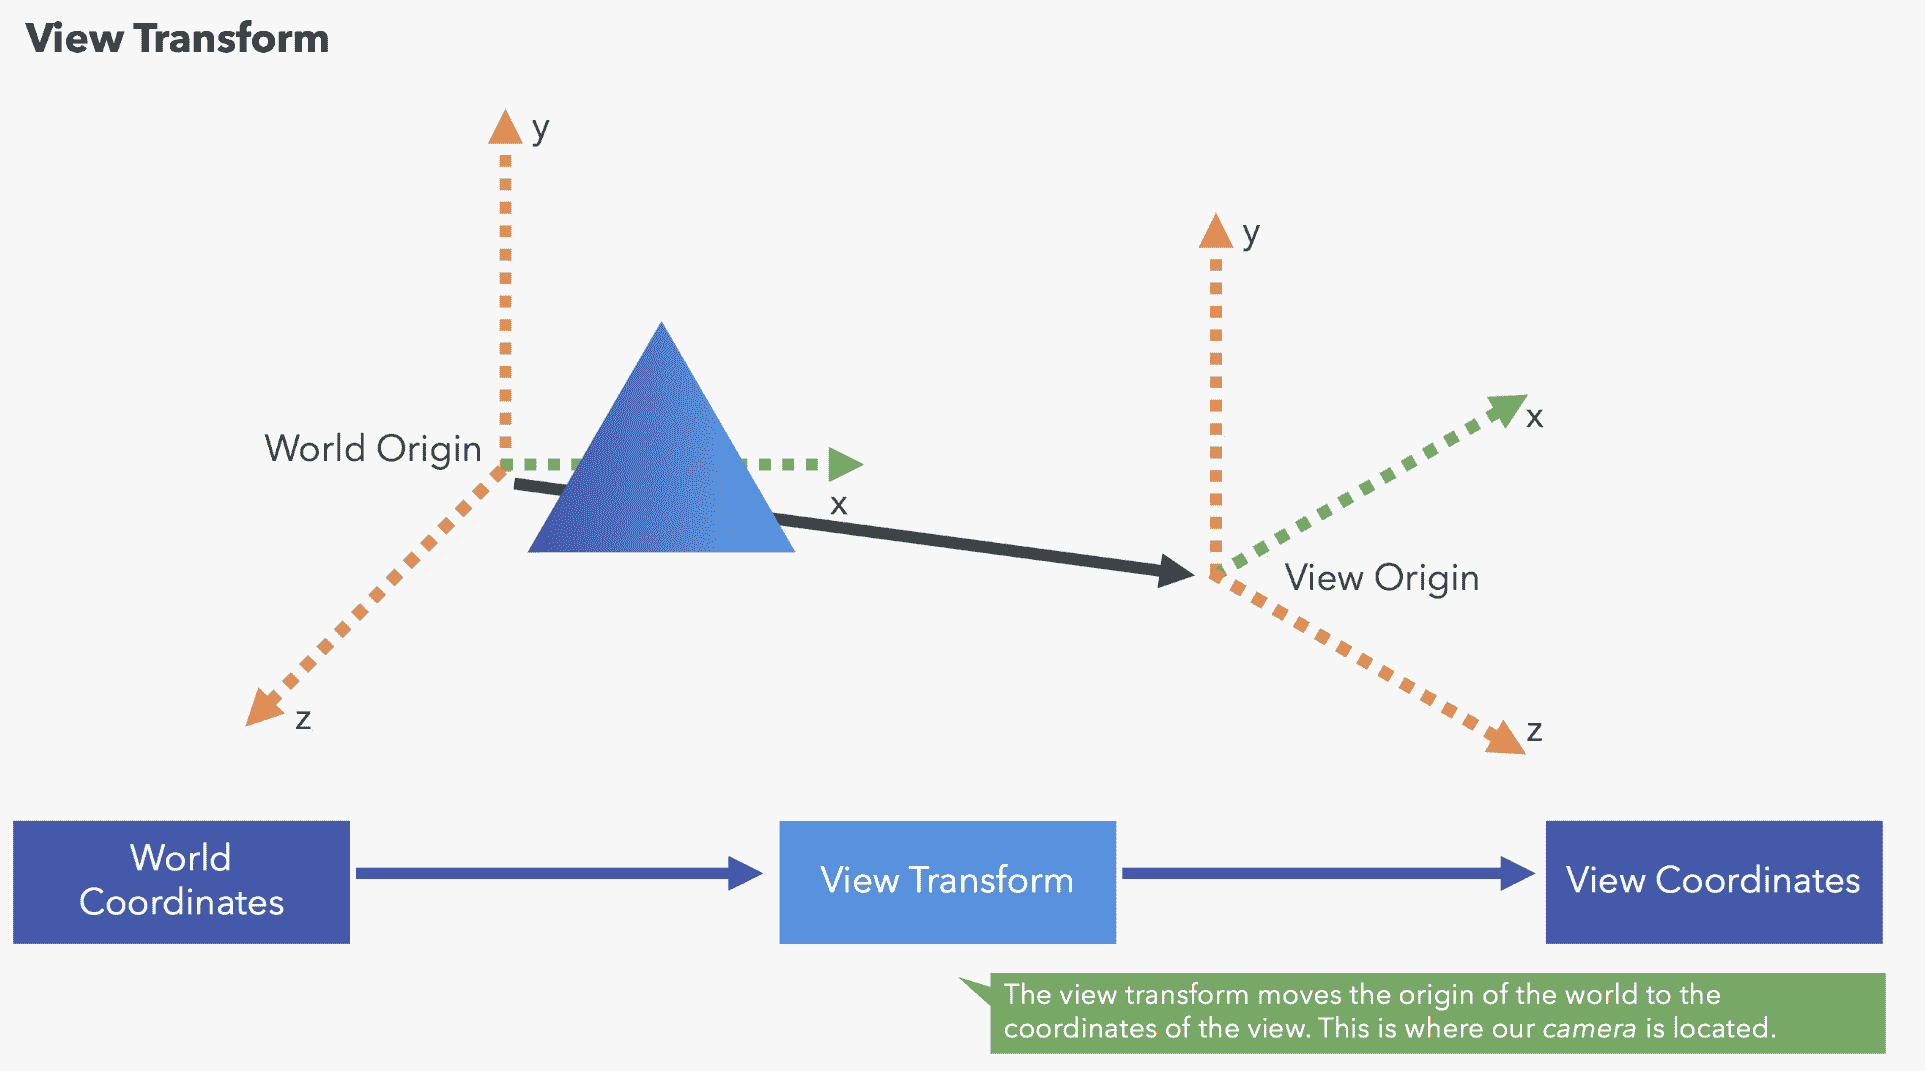 View Transform
y
y
x
World Origin
x
View Origin
z
z
World
Coordinates
View Transform
View Coordinates
The view transform moves the origin of the world to the
coordinates of the view. This is where our camera is located.